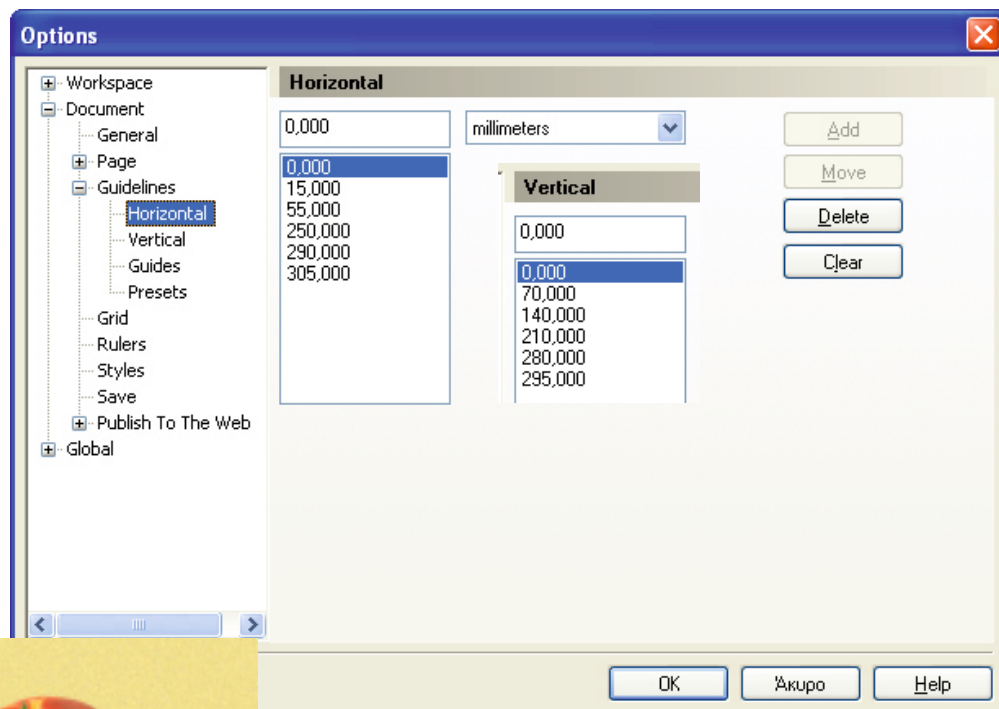 Options
Workspace
Document
General
Page
Guidelines
Horizontal
Vertical
Guides
Presets
Grid
Rulers
Styles
Save
Publish To The Web
Global
Horizontal
0,000
millimeters
0,000
15,000
55,000
250,000
290,000
305,000
Vertical
0,000
0,000
70,000
140,000
210,000
280,000
295,000
Add
Move
Delete
Clear
OK
Άκυρο
Help